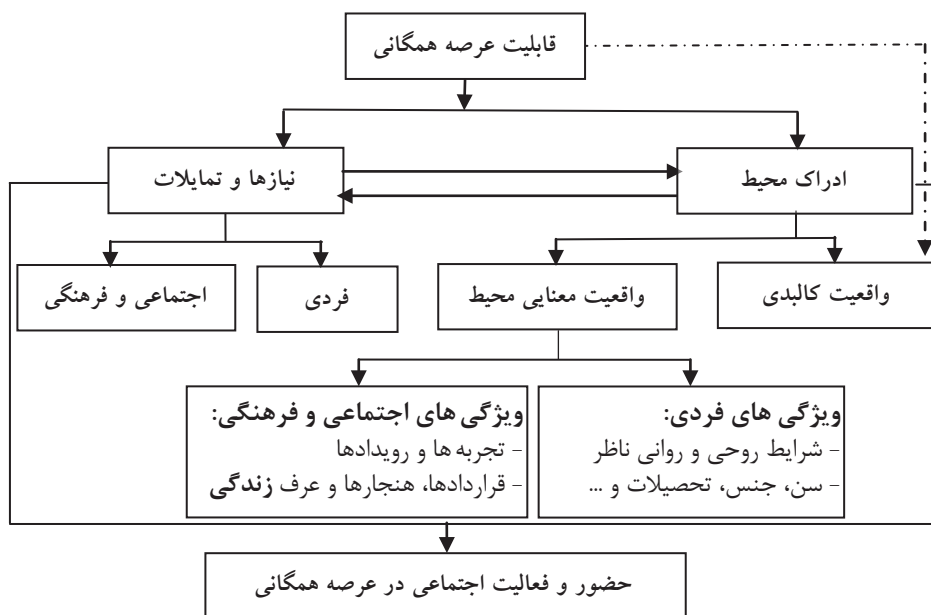 قابلیت عرصه همگانی
ادراک محیط
نیازها و تمایلات
واقعیت کالبدی
واقعیت معنایی محیط
فردی
اجتماعی و فرهنگی
ویژگی های فردی:
- شرایط روحی و روانی ناظر
- سن، جنس، تحصیلات و ...
ویژگی های اجتماعی و فرهنگی:
- تجربه ها و رویدادها
- قراردادها، هنجارها و عرف زندگی
حضور و فعالیت اجتماعی در عرصه همگانی